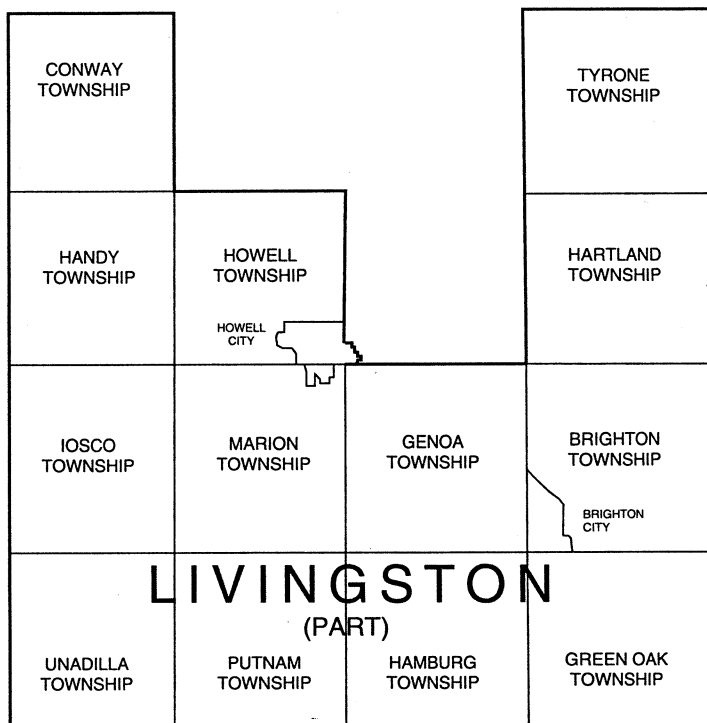 CONWAY
TOWNSHIP
TYRONE
TOWNSHIP
HANDY
TOWNSHIP
HOWELL
TOWNSHIP
HARTLAND
TOWNSHIP
HOWELL
CITY
IOSCO
TOWNSHIP
MARION
TOWNSHIP
GENOA
TOWNSHIP
BRIGHTON
TOWNSHIP
BRIGHTON
CITY
LIVINGSTON
(PART)
UNADILLA
TOWNSHIP
PUTNAM
TOWNSHIP
HAMBURG
TOWNSHIP
GREEN OAK
TOWNSHIP